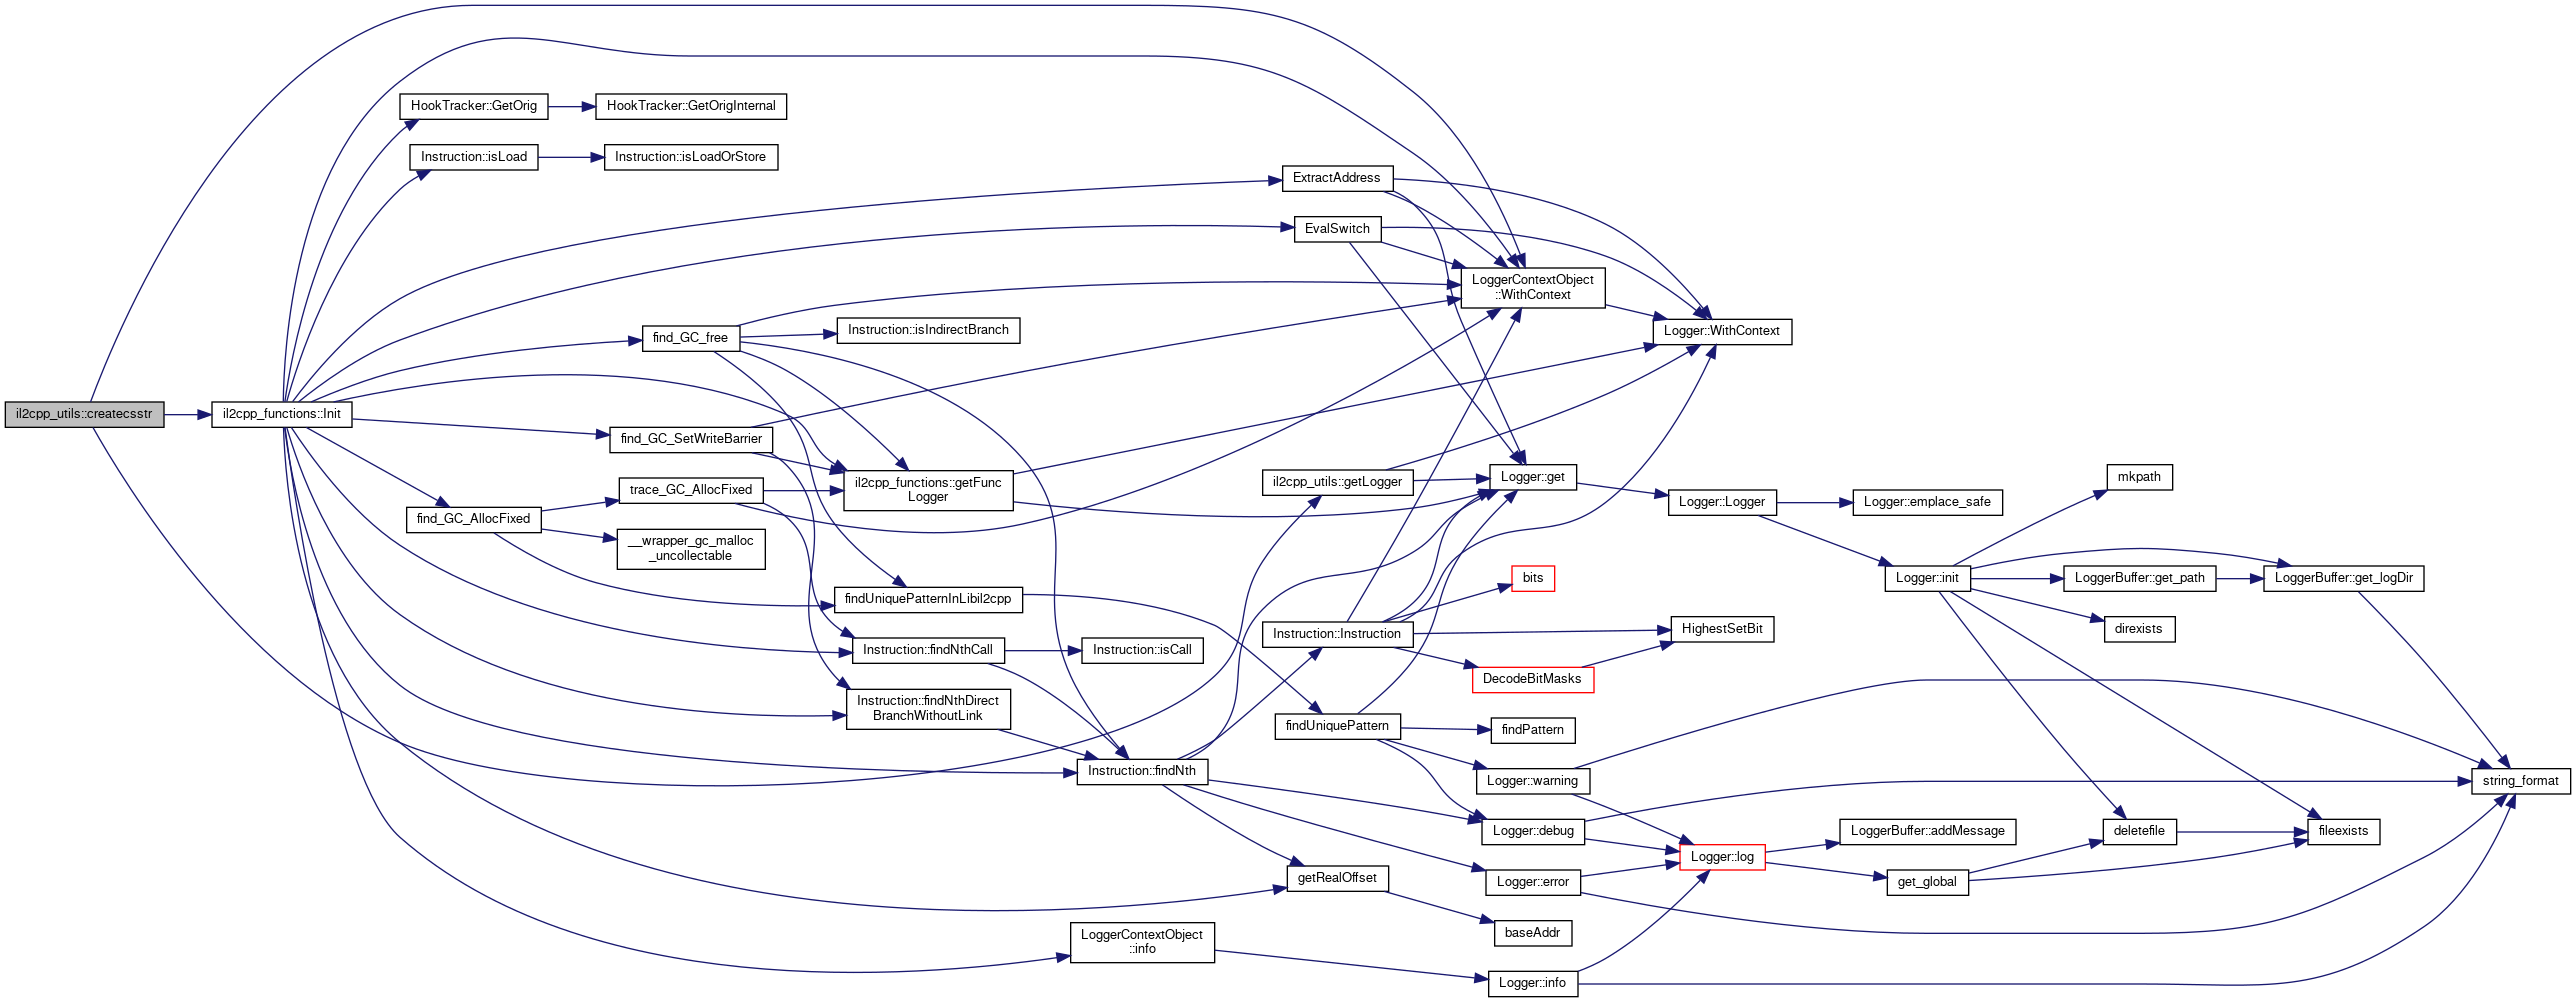 il2cpp_utils::createcsstr
il2cpp_functions::Init
HookTracker::GetOrig
HookTracker::GetOrigInternal
Instruction::isLoad
Instruction::isLoadOrStore
ExtractAddress
EvalSwitch
LoggerContextObject
::WithContext
Logger::WithContext
find_GC_free
Instruction::isIndirectBranch
find_GC_SetWriteBarrier
il2cpp_functions::getFunc
Logger
trace_GC_AllocFixed
find_GC_AllocFixed
__wrapper_gc_malloc
_uncollectable
il2cpp_utils::getLogger
Logger::get
Logger::Logger
Logger::emplace_safe
mkpath
Logger::init
LoggerBuffer::get_path
LoggerBuffer::get_logDir
direxists
bits
findUniquePatternInLibil2cpp
Instruction::Instruction
HighestSetBit
DecodeBitMasks
Instruction::findNthCall
Instruction::isCall
Instruction::findNthDirect
BranchWithoutLink
findUniquePattern
findPattern
Instruction::findNth
Logger::warning
string_format
Logger::debug
LoggerBuffer::addMessage
deletefile
fileexists
Logger::log
getRealOffset
Logger::error
get_global
baseAddr
LoggerContextObject
::info
Logger::info